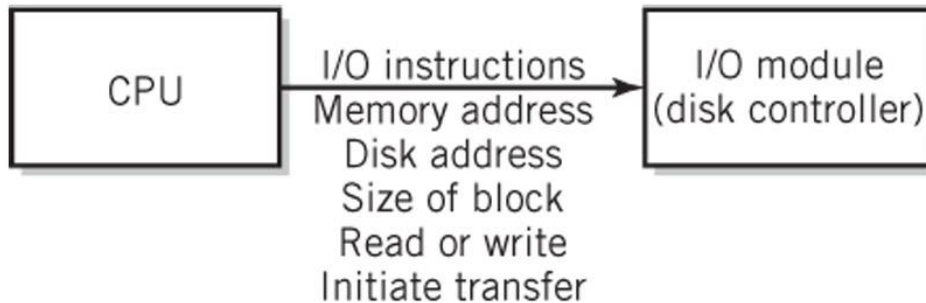 CPU
I/O instructions
Memory address
Disk address
Size of block
Read or write
Initiate transfer
I/O module
(disk controller)